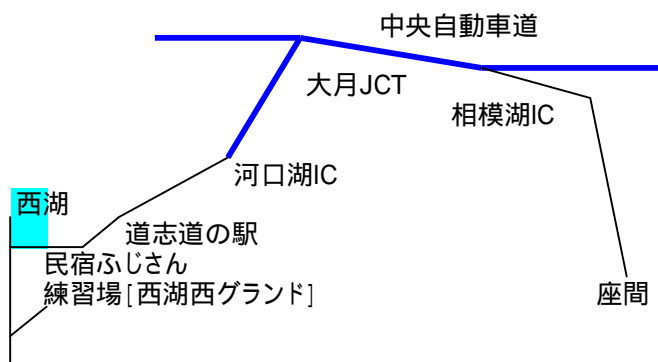 中央自動車道
大月JCT
相模湖IC
河口湖IC
西湖
道志道の駅
民宿ふじさん
練習場[西湖西グランド]
座間